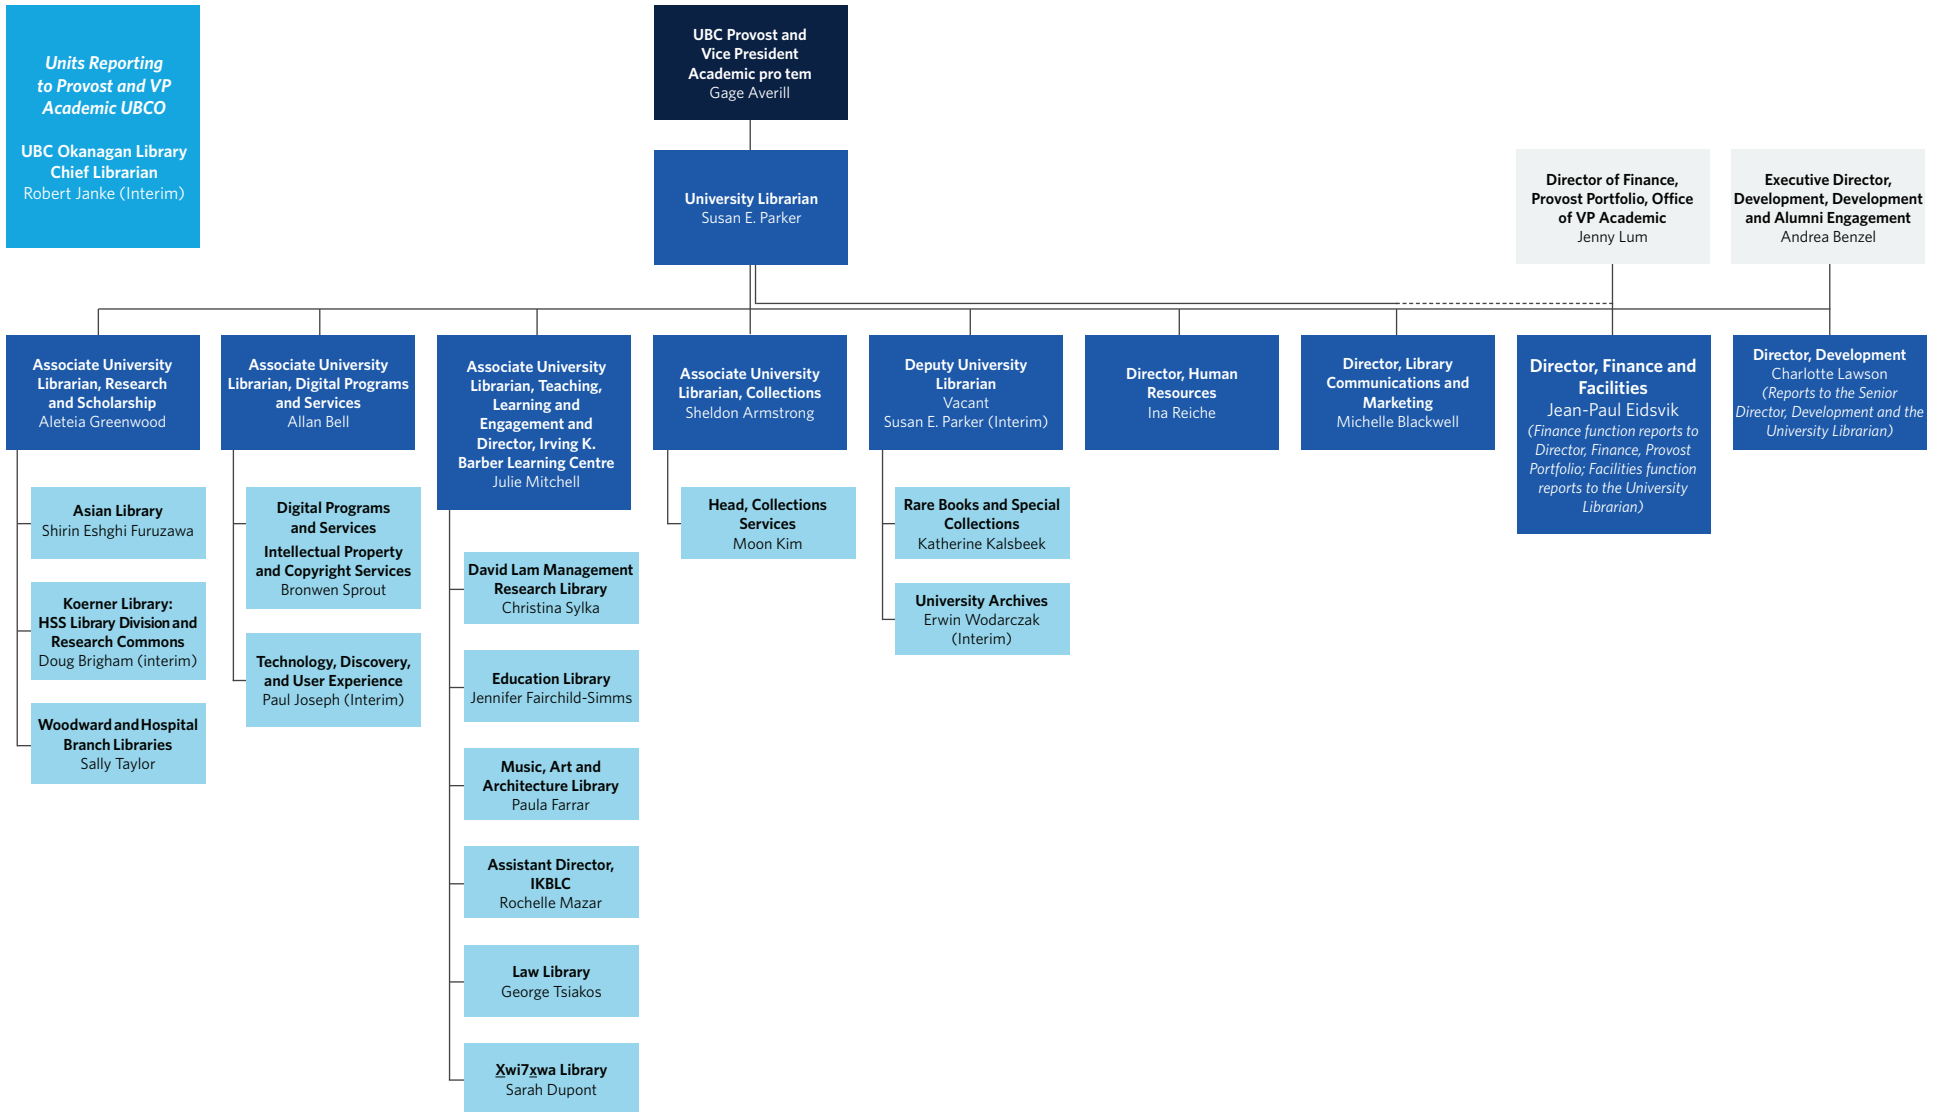 Units Reporting
to Provost and VP
Academic UBCO
UBC Okanagan Library
Chief Librarian
Robert Janke (Interim)
UBC Provost and
Vice President
Academic pro tem
Gage Averill
University Librarian
Susan E. Parker
Director of Finance,
Provost Portfolio, Office
of VP Academic
Jenny Lum
Executive Director,
Development, Development
and Alumni Engagement
Andrea Benzel
Associate University
Librarian, Research
and Scholarship
Aleteia Greenwood
Asian Library
Shirin Eshghi Furuzawa
Koerner Library:
HSS Library Division and
Research Commons
Doug Brigham (interim)
Woodward and Hospital
Branch Libraries
Sally Taylor
Associate University
Librarian, Digital Programs
and Services
Allan Bell
Digital Programs
and Services
Intellectual Property
and Copyright Services
Bronwen Sprout
Technology, Discovery,
and User Experience
Paul Joseph (Interim)
Associate University
Librarian, Teaching,
Learning and
Engagement and
Director, Irving K.
Barber Learning Centre
Julie Mitchell
David Lam Management
Research Library
Christina Sylka
Education Library
Jennifer Fairchild-Simms
Music, Art and
Architecture Library
Paula Farrar
Assistant Director,
IKBLC
Rochelle Mazar
Law Library
George Tsiakos
X̲wi7x̲wa Library
Sarah Dupont
Associate University
Librarian, Collections
Sheldon Armstrong
Head, Collections
Services
Moon Kim
Deputy University
Librarian
Vacant
Susan E. Parker (Interim)
Rare Books and Special
Collections
Katherine Kalsbeek
University Archives
Erwin Wodarczak
(Interim)
Director, Human
Resources
Ina Reiche
Director, Library
Communications and
Marketing
Michelle Blackwell
Director, Finance and
Facilities
Jean-Paul Eidsvik
(Finance function reports to
Director, Finance, Provost
Portfolio; Facilities function
reports to the University
Librarian)
Director, Development
Charlotte Lawson
(Reports to the Senior
Director, Development and the
University Librarian)